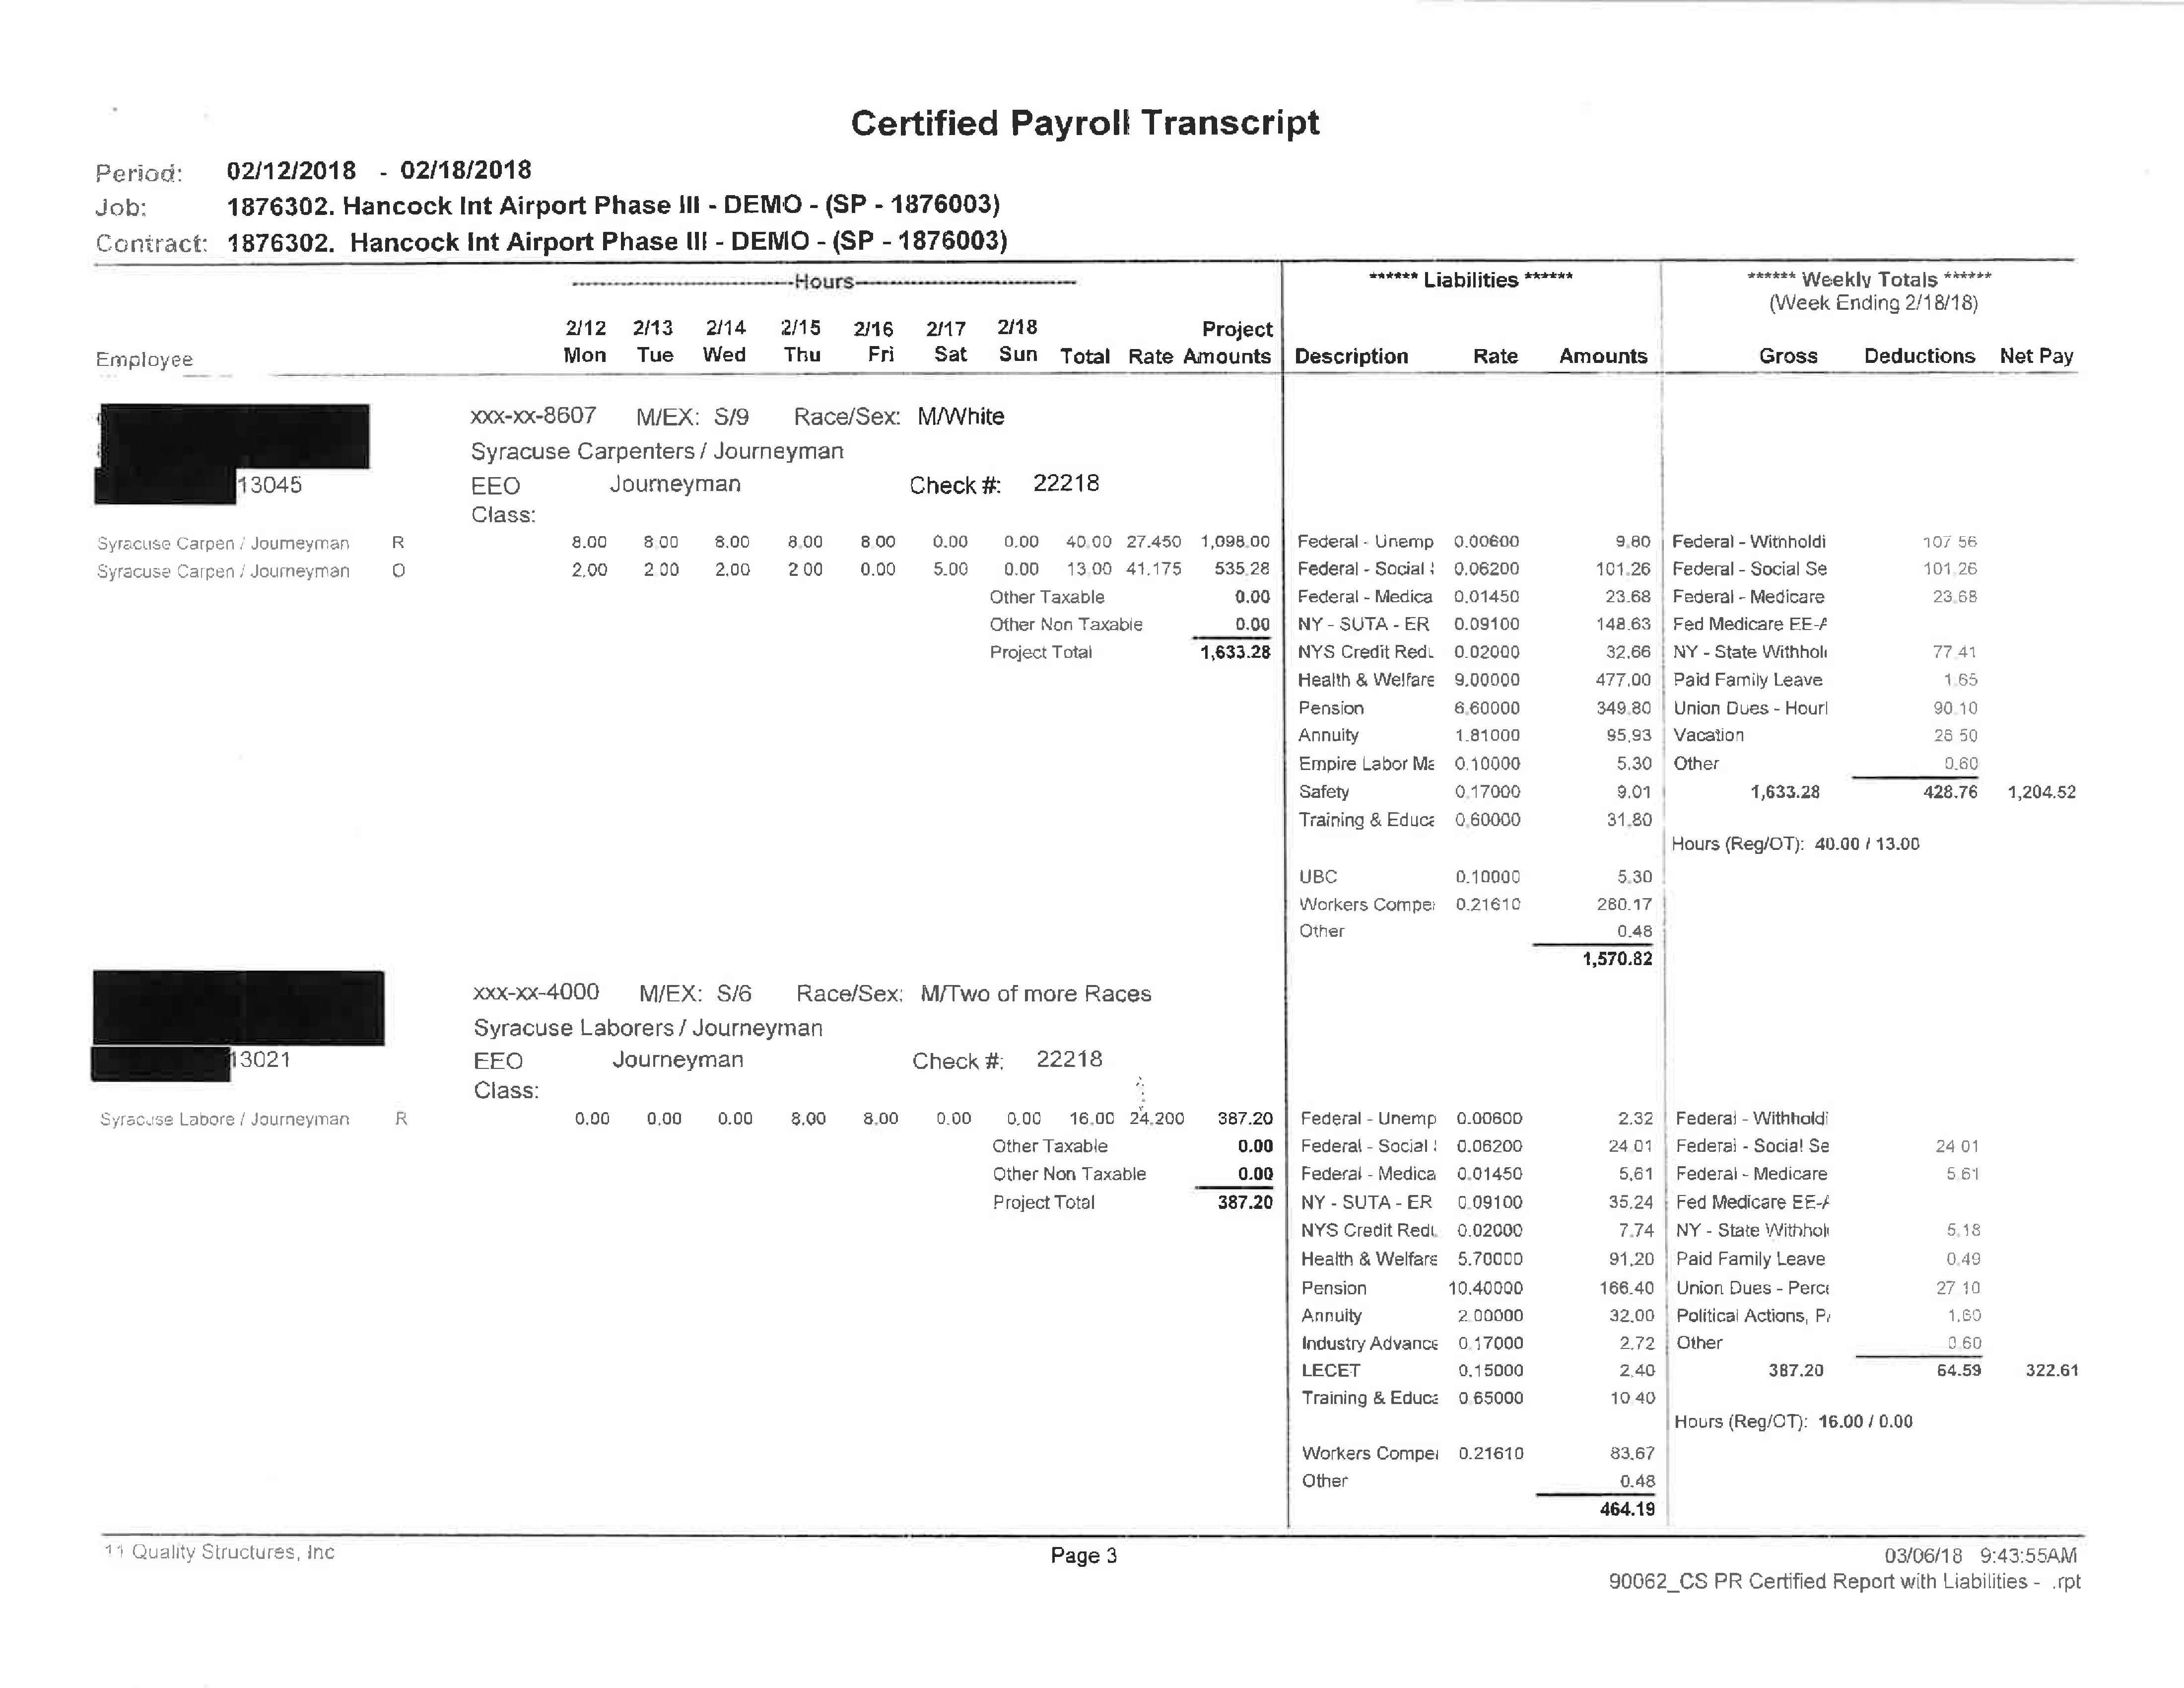 Certified Payroll Transcript
Period: 02/12/2018 - 02/18/2018
Job: 1876302. Hancock Int Airport Phase III - DEMO - (SP - 1876003)
Contract: 1876302. Hancock Int Airport Phase III - DEMO - (SP - 1876003)
Hours ****** Liabilities ****** ****** Weekly Totals ******
(Week Ending 2/18/18)
2/12 2/13 2/14 2/15 2/16 2/17 2/18 Project
Employee Mon Tue Wed Thu Fri Sat Sun Total Rate Amounts Description Rate Amounts Gross Deductions Net Pay
xxx-xx-8607 M/EX: S/9 Race/Sex: M/White
Syracuse Carpenters / Journeyman
13045 EEO Journeyman Check #: 22218
Class:
Syracuse Carpen / Journeyman R 8.00 8.00 8.00 8.00 8.00 0.00 0.00 40.00 27.450 1,098.00 Federal - Unemp 0.00600 9.80 Federal - Withholdi 107.56
Syracuse Carpen / Journeyman O 2.00 2.00 2.00 2.00 0.00 5.00 0.00 13.00 41.175 535.28 Federal - Social 0.06200 101.26 Federal - Social Se 101.26
Other Taxable 0.00 Federal - Medica 0.01450 23.68 Federal - Medicare 23.68
Other Non Taxable 0.00 NY - SUTA - ER 0.09100 148.63 Fed Medicare EE-
Project Total 1,633.28 NYS Credit Redu 0.02000 32.66 NY - State Withhol 77.41
Health & Welfare 9.00000 477.00 Paid Family Leave 1.65
Pension 6.60000 349.80 Union Dues - Hourl 90.10
Annuity 1.81000 95.93 Vacation 26.50
Empire Labor Ma 0.10000 5.30 Other 0.60
Safety 0.17000 9.01 1,633.28 428.76 1,204.52
Training & Educa 0.60000 31.80
Hours (Reg/OT): 40.00 / 13.00
UBC 0.10000 5.30
Workers Compe 0.21610 280.17
Other 0.48
1,570.82
xxx-xx-4000 M/EX: S/6 Race/Sex: M/Two of more Races
Syracuse Laborers / Journeyman
13021 EEO Journeyman Check #: 22218
Class:
Syracuse Labore / Journeyman R 0.00 0.00 0.00 8.00 8.00 0.00 0.00 16.00 24.200 387.20 Federal - Unemp 0.00600 2.32 Federal - Withholdi
Other Taxable 0.00 Federal - Social 0.06200 24.01 Federal - Social Se 24.01
Other Non Taxable 0.00 Federal - Medica 0.01450 5.61 Federal - Medicare 5.61
Project Total 387.20 NY - SUTA - ER 0.09100 35.24 Fed Medicare EE-
NYS Credit Redu 0.02000 7.74 NY - State Withhol 5.18
Health & Welfare 5.70000 91.20 Paid Family Leave 0.49
Pension 10.40000 166.40 Union Dues - Perce 27.10
Annuity 2.00000 32.00 Political Actions, P 1.60
Industry Advance 0.17000 2.72 Other 0.60
LECET 0.15000 2.40 387.20 64.59 322.61
Training & Educa 0.65000 10.40
Hours (Reg/OT): 16.00 / 0.00
Workers Compe 0.21610 83.67
Other 0.48
464.19
11 Quality Structures, Inc Page 3 03/06/18 9:43:55AM
90062_CS PR Certified Report with Liabilities - .rpt